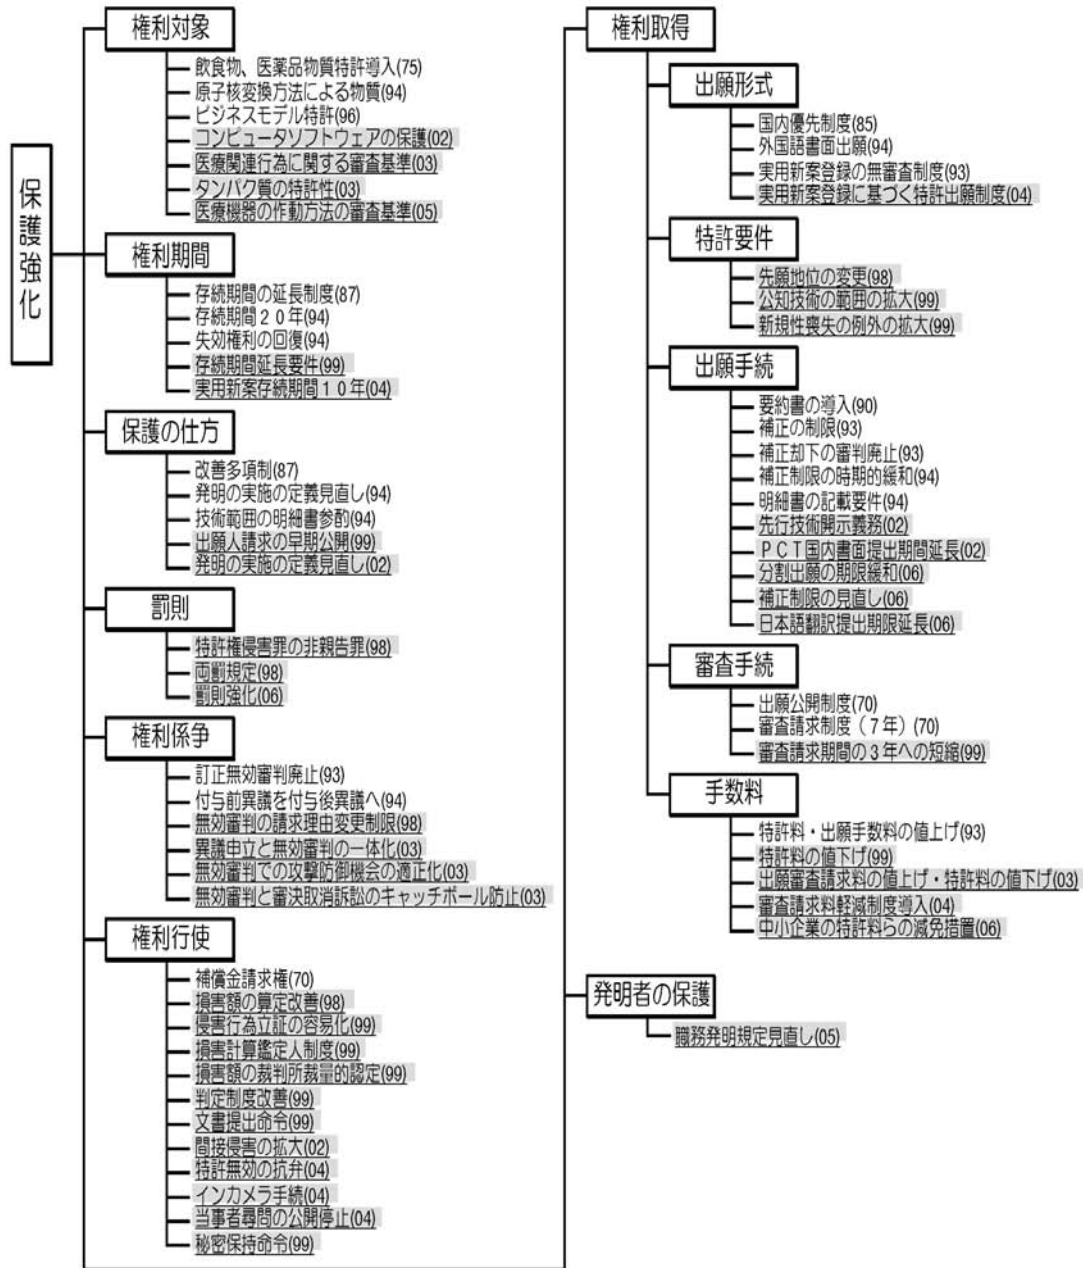 保護強化
権利対象
飲食物、医薬品物質特許導入(75)
原子核変換方法による物質(94)
ビジネスモデル特許(96)
コンピュータソフトウェアの保護(02)
医療関連行為に関する審査基準(03)
タンパク質の特許性(03)
医療機器の作動方法の審査基準(05)
権利期間
存続期間の延長制度(87)
存続期間20年(94)
失効権利の回復(94)
存続期間延長要件(99)
実用新案存続期間10年(04)
保護の仕方
改善多項制(87)
発明の実施の定義見直し(94)
技術範囲の明細書参酌(94)
出願人請求の早期公開(99)
発明の実施の定義見直し(02)
罰則
特許権侵害罪の非親告罪(98)
両罰規定(98)
罰則強化(06)
権利係争
訂正無効審判廃止(93)
付与前異議を付与後異議へ(94)
無効審判の請求理由変更制限(98)
異議申立と無効審判の一体化(03)
無効審判での攻撃防御機会の適正化(03)
無効審判と審決取消訴訟のキャッチボール防止(03)
権利行使
補償金請求権(70)
損害額の算定改善(98)
侵害行為立証の容易化(99)
損害計算鑑定人制度(99)
損害額の裁判所裁量的認定(99)
判定制度改善(99)
文書提出命令(99)
間接侵害の拡大(02)
特許無効の抗弁(04)
インカメラ手続(04)
当事者尋問の公開停止(04)
秘密保持命令(99)
権利取得
出願形式
国内優先制度(85)
外国語書面出願(94)
実用新案登録の無審査制度(93)
実用新案登録に基づく特許出願制度(04)
特許要件
先願地位の変更(98)
公知技術の範囲の拡大(99)
新規性喪失の例外の拡大(99)
出願手続
要約書の導入(90)
補正の制限(93)
補正却下の審判廃止(93)
補正制限の時期的緩和(94)
明細書の記載要件(94)
先行技術開示義務(02)
PCT国内書面提出期間延長(02)
分割出願の期限緩和(06)
補正制限の見直し(06)
日本語翻訳提出期限延長(06)
審査手続
出願公開制度(70)
審査請求制度(7年)(70)
審査請求期間の3年への短縮(99)
手数料
特許料・出願手数料の値上げ(93)
特許料の値下げ(99)
出願審査請求料の値上げ・特許料の値下げ(03)
審査請求料軽減制度導入(04)
中小企業の特許料らの減免措置(06)
発明者の保護
職務発明規定見直し(05)